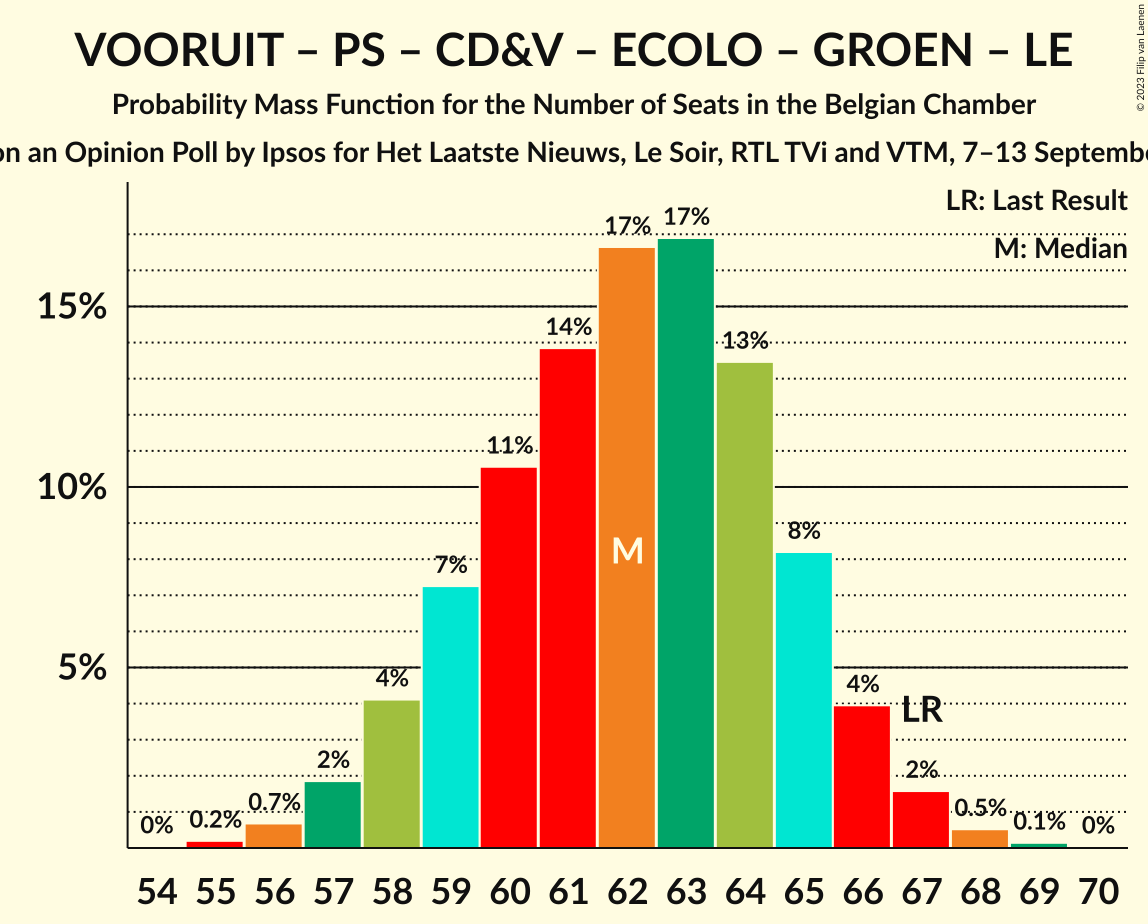 VOORUIT – PS – CD&V – ECOLO – GROEN – LE
Probability Mass Function for the Number of Seats in the Belgian Chamber
on an Opinion Poll by Ipsos for Het Laatste Nieuws, Le Soir, RTL TVi and VTM, 7–13 Septembe
© 2023 Filip van Laenen
LR: Last Result
M: Median
15%
10%
5%
0%
0.2%
0.7%
2%
4%
7%
11%
14%
17%
17%
13%
8%
4%
2%
0.5%
0.1%
0%
M
LR
54 55 56 57 58 59 60 61 62 63 64 65 66 67 68 69 70